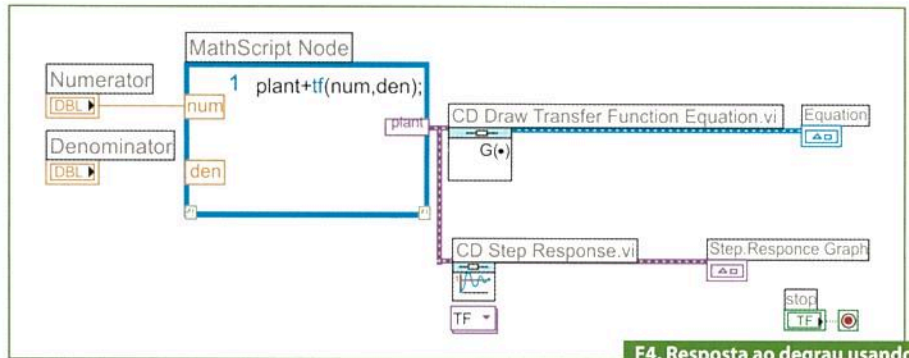 MathScript Node
Numerator
DBL
num
1 plant+tf(num,den);
plant
Denominator
DBL
den
CD Draw Transfer Function Equation.vi
G(•)
Equation
CD Step Response.vi
TF
Step.Responce Graph
stop
TF
F4. Resposta ao degrau usando